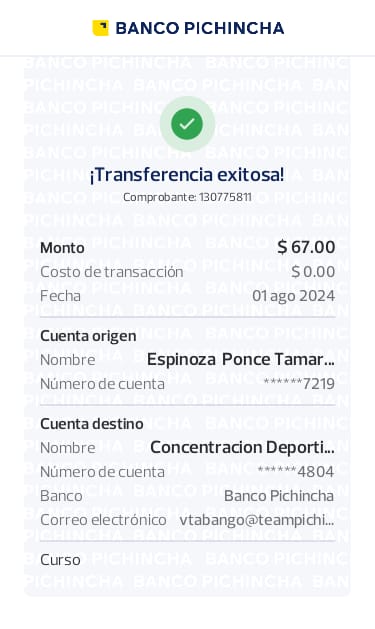 BANCO PICHINCHA
¡Transferencia exitosa!
Comprobante: 130775811
Monto $ 67.00
Costo de transacción $ 0.00
Fecha 01 ago 2024
Cuenta origen
Nombre Espinoza Ponce Tamar...
Número de cuenta ******7219
Cuenta destino
Nombre Concentracion Deporti...
Número de cuenta ******4804
Banco Banco Pichincha
Correo electrónico vtabango@teampichi...
Curso